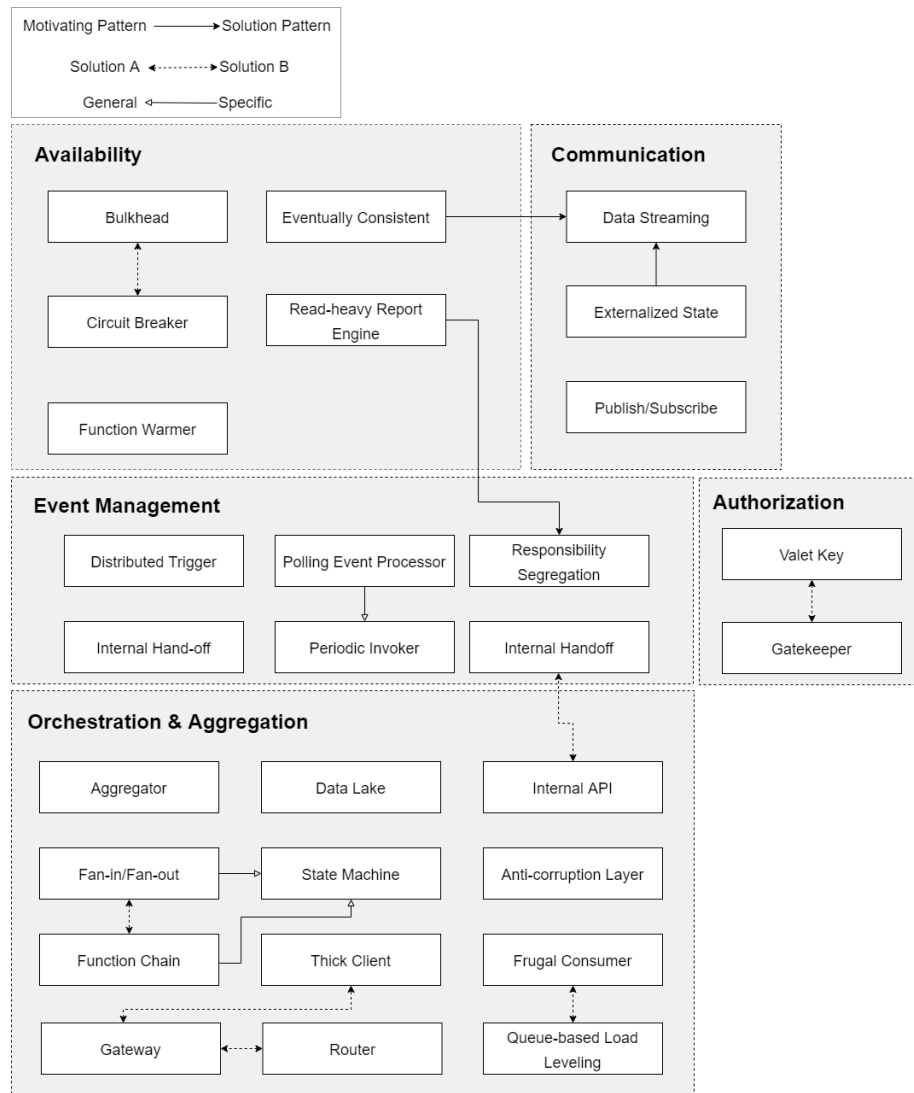 Motivating Pattern Solution Pattern
Solution A Solution B
General Specific
Availability
Bulkhead
Eventually Consistent
Circuit Breaker
Read-heavy Report
Engine
Function Warmer
Communication
Data Streaming
Externalized State
Publish/Subscribe
Event Management
Distributed Trigger
Polling Event Processor
Responsibility
Segregation
Internal Hand-off
Periodic Invoker
Internal Handoff
Authorization
Valet Key
Gatekeeper
Orchestration & Aggregation
Aggregator
Data Lake
Internal API
Fan-in/Fan-out
State Machine
Anti-corruption Layer
Function Chain
Thick Client
Frugal Consumer
Gateway
Router
Queue-based Load
Leveling